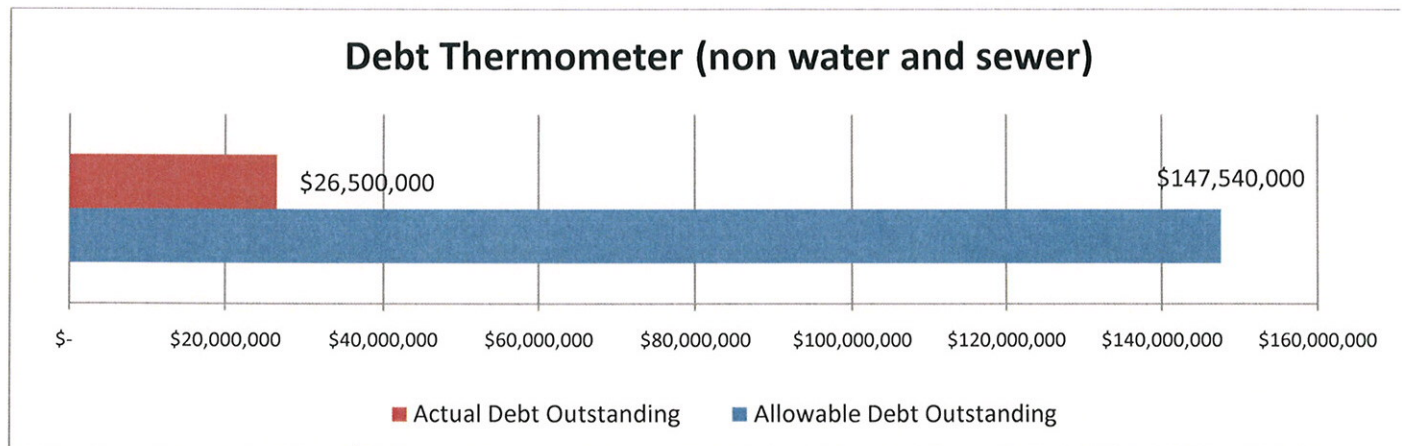 Debt Thermometer (non water and sewer)
$26,500,000
$147,540,000
$- $20,000,000 $40,000,000 $60,000,000 $80,000,000 $100,000,000 $120,000,000 $140,000,000 $160,000,000
Actual Debt Outstanding Allowable Debt Outstanding